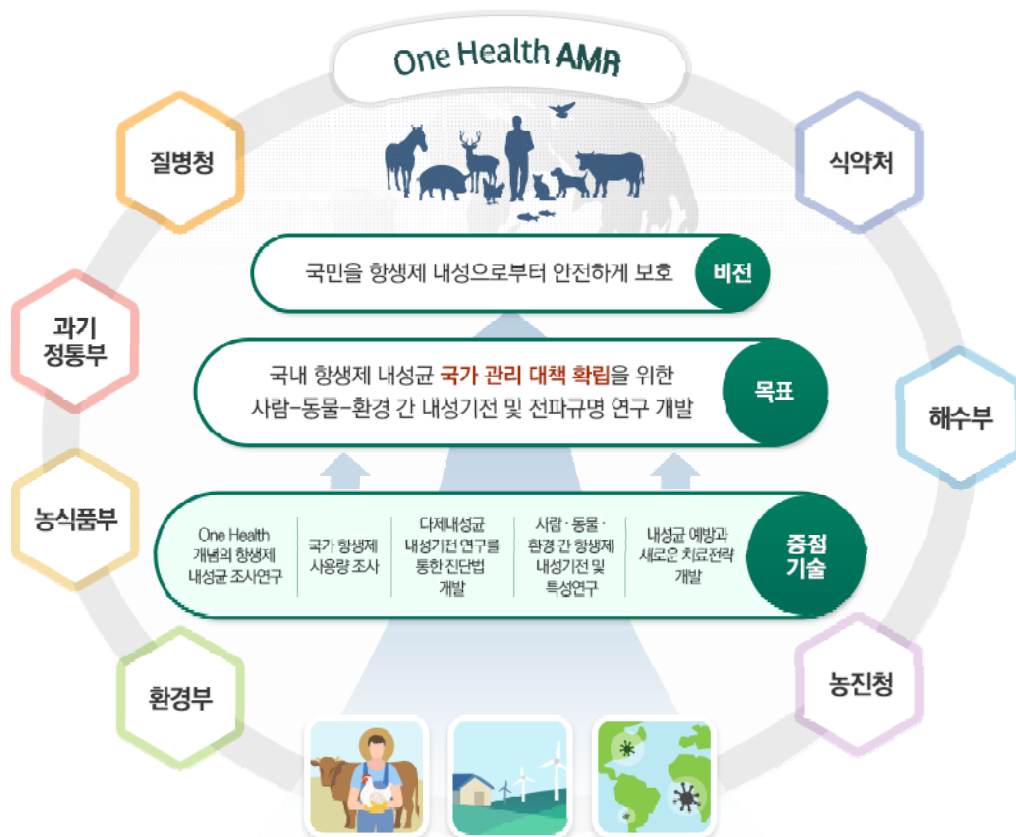 One Health AMR
질병청
식약처
국민을 항생제 내성으로부터 안전하게 보호
비전
과기
정통부
국내 항생제 내성균 국가 관리 대책 확립을 위한
사람-동물-환경 간 내성기전 및 전파규명 연구 개발
목표
해수부
농식품부
One Health
개념의 항생제
내성균 조사연구
국가 항생제
사용량 조사
다제내성균
내성기전 연구를
통한 진단법
개발
사람·동물·
환경 간 항생제
내성기전 및
특성연구
내성균 예방과
새로운 치료전략
개발
중점
기술
환경부
농진청